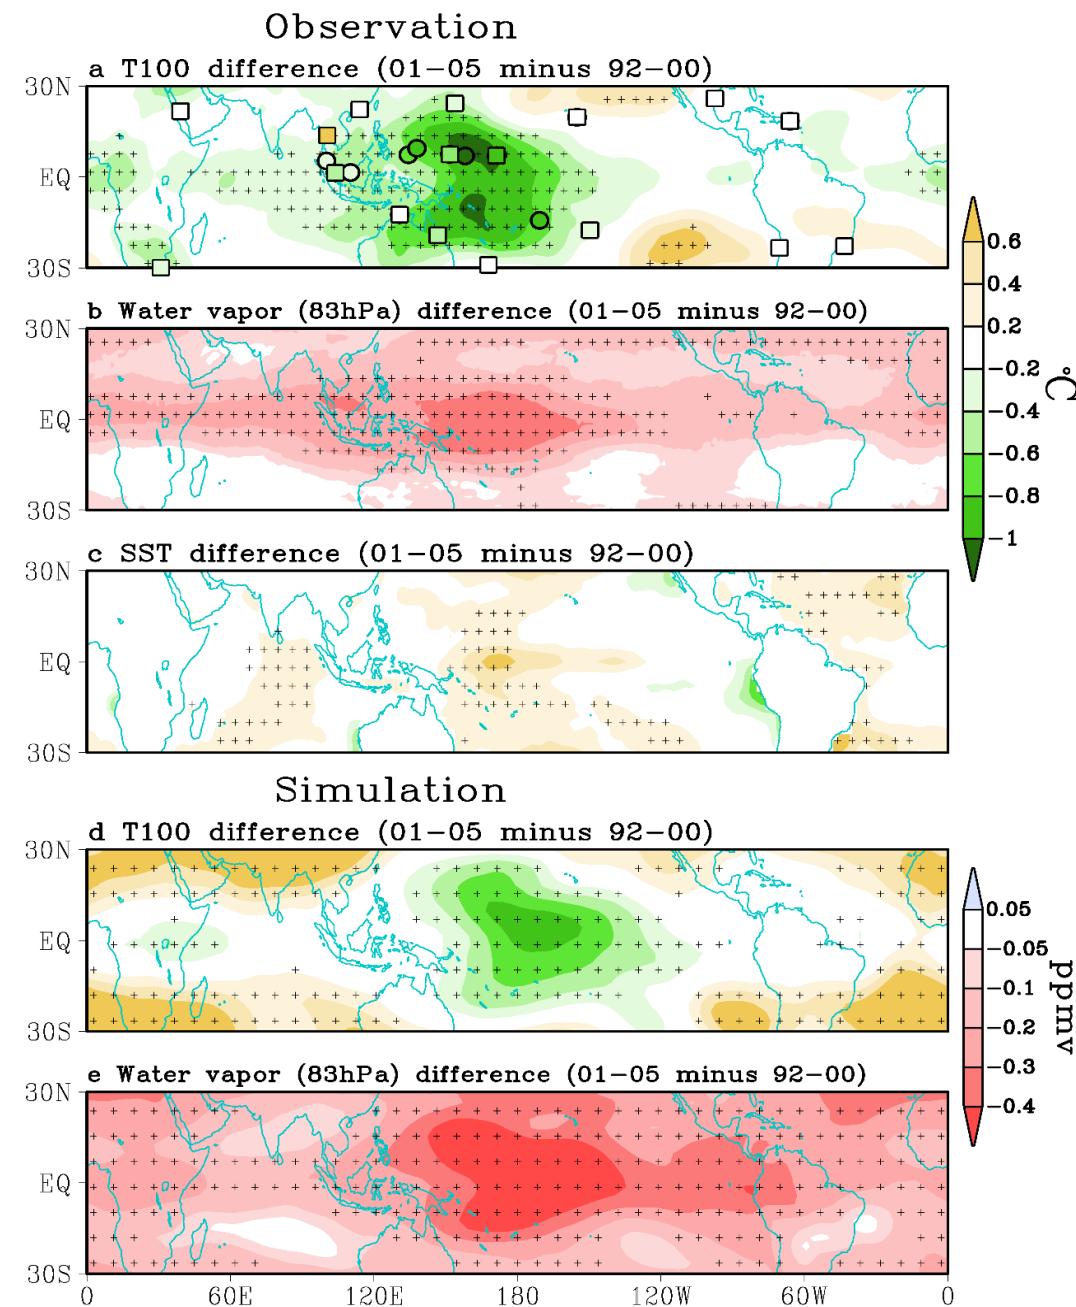 Observation
a T100 difference (01-05 minus 92-00)
30N
EQ
30S
b Water vapor (83hPa) difference (01-05 minus 92-00)
30N
EQ
30S
c SST difference (01-05 minus 92-00)
30N
EQ
30S
0.6
0.4
0.2
-0.2
-0.4
-0.6
-0.8
-1
°C
Simulation
d T100 difference (01-05 minus 92-00)
30N
EQ
30S
e Water vapor (83hPa) difference (01-05 minus 92-00)
30N
EQ
30S
0 60E 120E 180 120W 60W 0
0.05
-0.05
-0.1
-0.2
-0.3
-0.4
ppmv